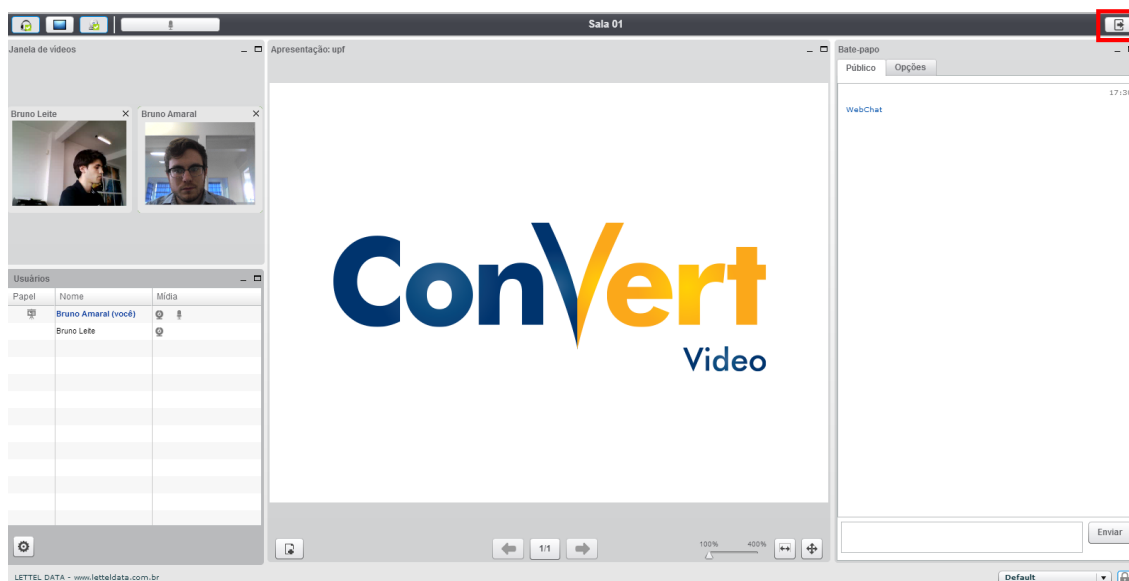 Sala 01
Janela de vídeos
Bruno Leite
Bruno Amaral
Usuários
Papel Nome Mídia
Bruno Amaral (você)
Bruno Leite
Apresentação: upf
ConVert
Video
1/1
100% 400%
Bate-papo
Público Opções
17:30
WebChat
Enviar
LETTEL DATA - www.letteldata.com.br
Default